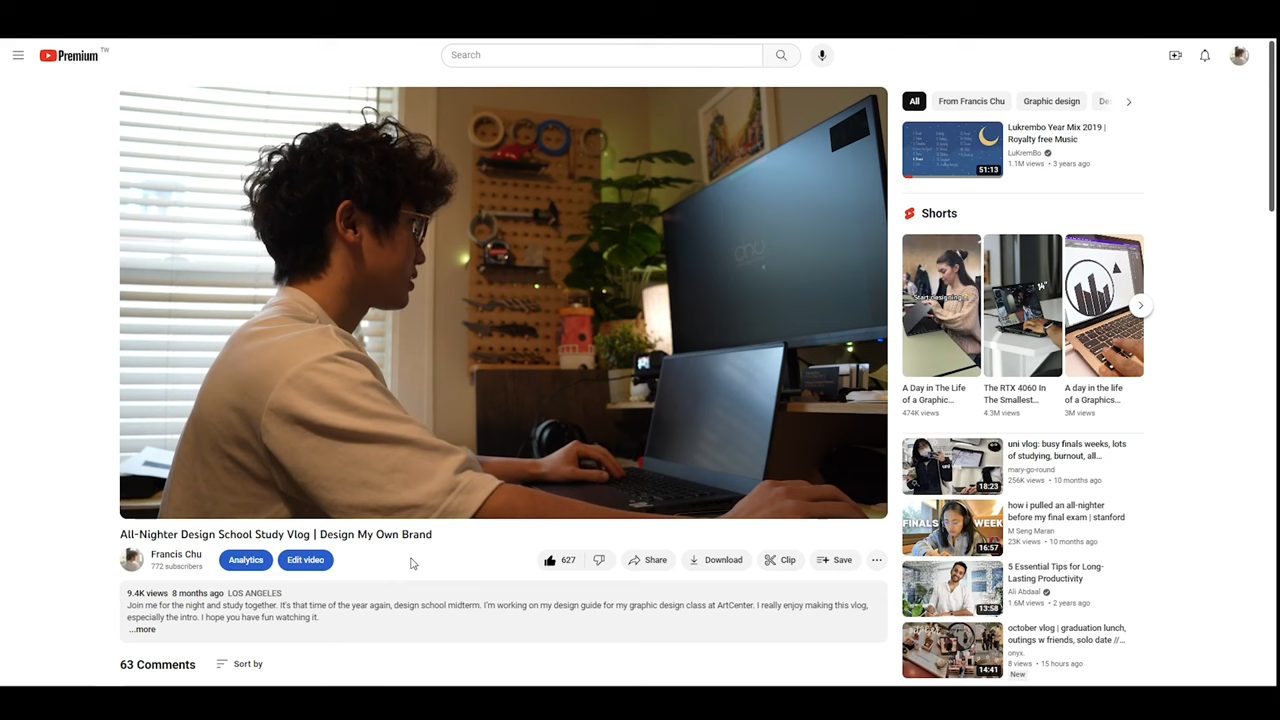 Premium TW
Search
All
From Francis Chu
Graphic design
chu
Lukrembo Year Mix 2019 |
Royalty free Music
LuKremBo
1.1M views • 3 years ago
51:13
Shorts
Start designing
14"
A Day in The Life
of a Graphic...
474K views
The RTX 4060 In
The Smallest...
4.3M views
A day in the life
of a Graphics...
3M views
uni vlog: busy finals weeks, lots
of studying, burnout, all...
mary-go-round
256K views • 10 months ago
18:23
how i pulled an all-nighter
before my final exam | stanford
M Seng Maran
23K views • 10 months ago
FINALS WEEK
16:57
5 Essential Tips for Long-
Lasting Productivity
Ali Abdaal
1.6M views • 2 years ago
13:58
october vlog | graduation lunch,
outings w friends, solo date //...
onyx.
8 views • 15 hours ago
New
14:41
All-Nighter Design School Study Vlog | Design My Own Brand
Francis Chu
772 subscribers
Analytics
Edit video
627
Share
Download
Clip
Save
9.4K views 8 months ago LOS ANGELES
Join me for the night and study together. It's that time of the year again, design school midterm. I'm working on my design guide for my graphic design class at ArtCenter. I really enjoy making this vlog,
especially the intro. I hope you have fun watching it.
...more
63 Comments
Sort by